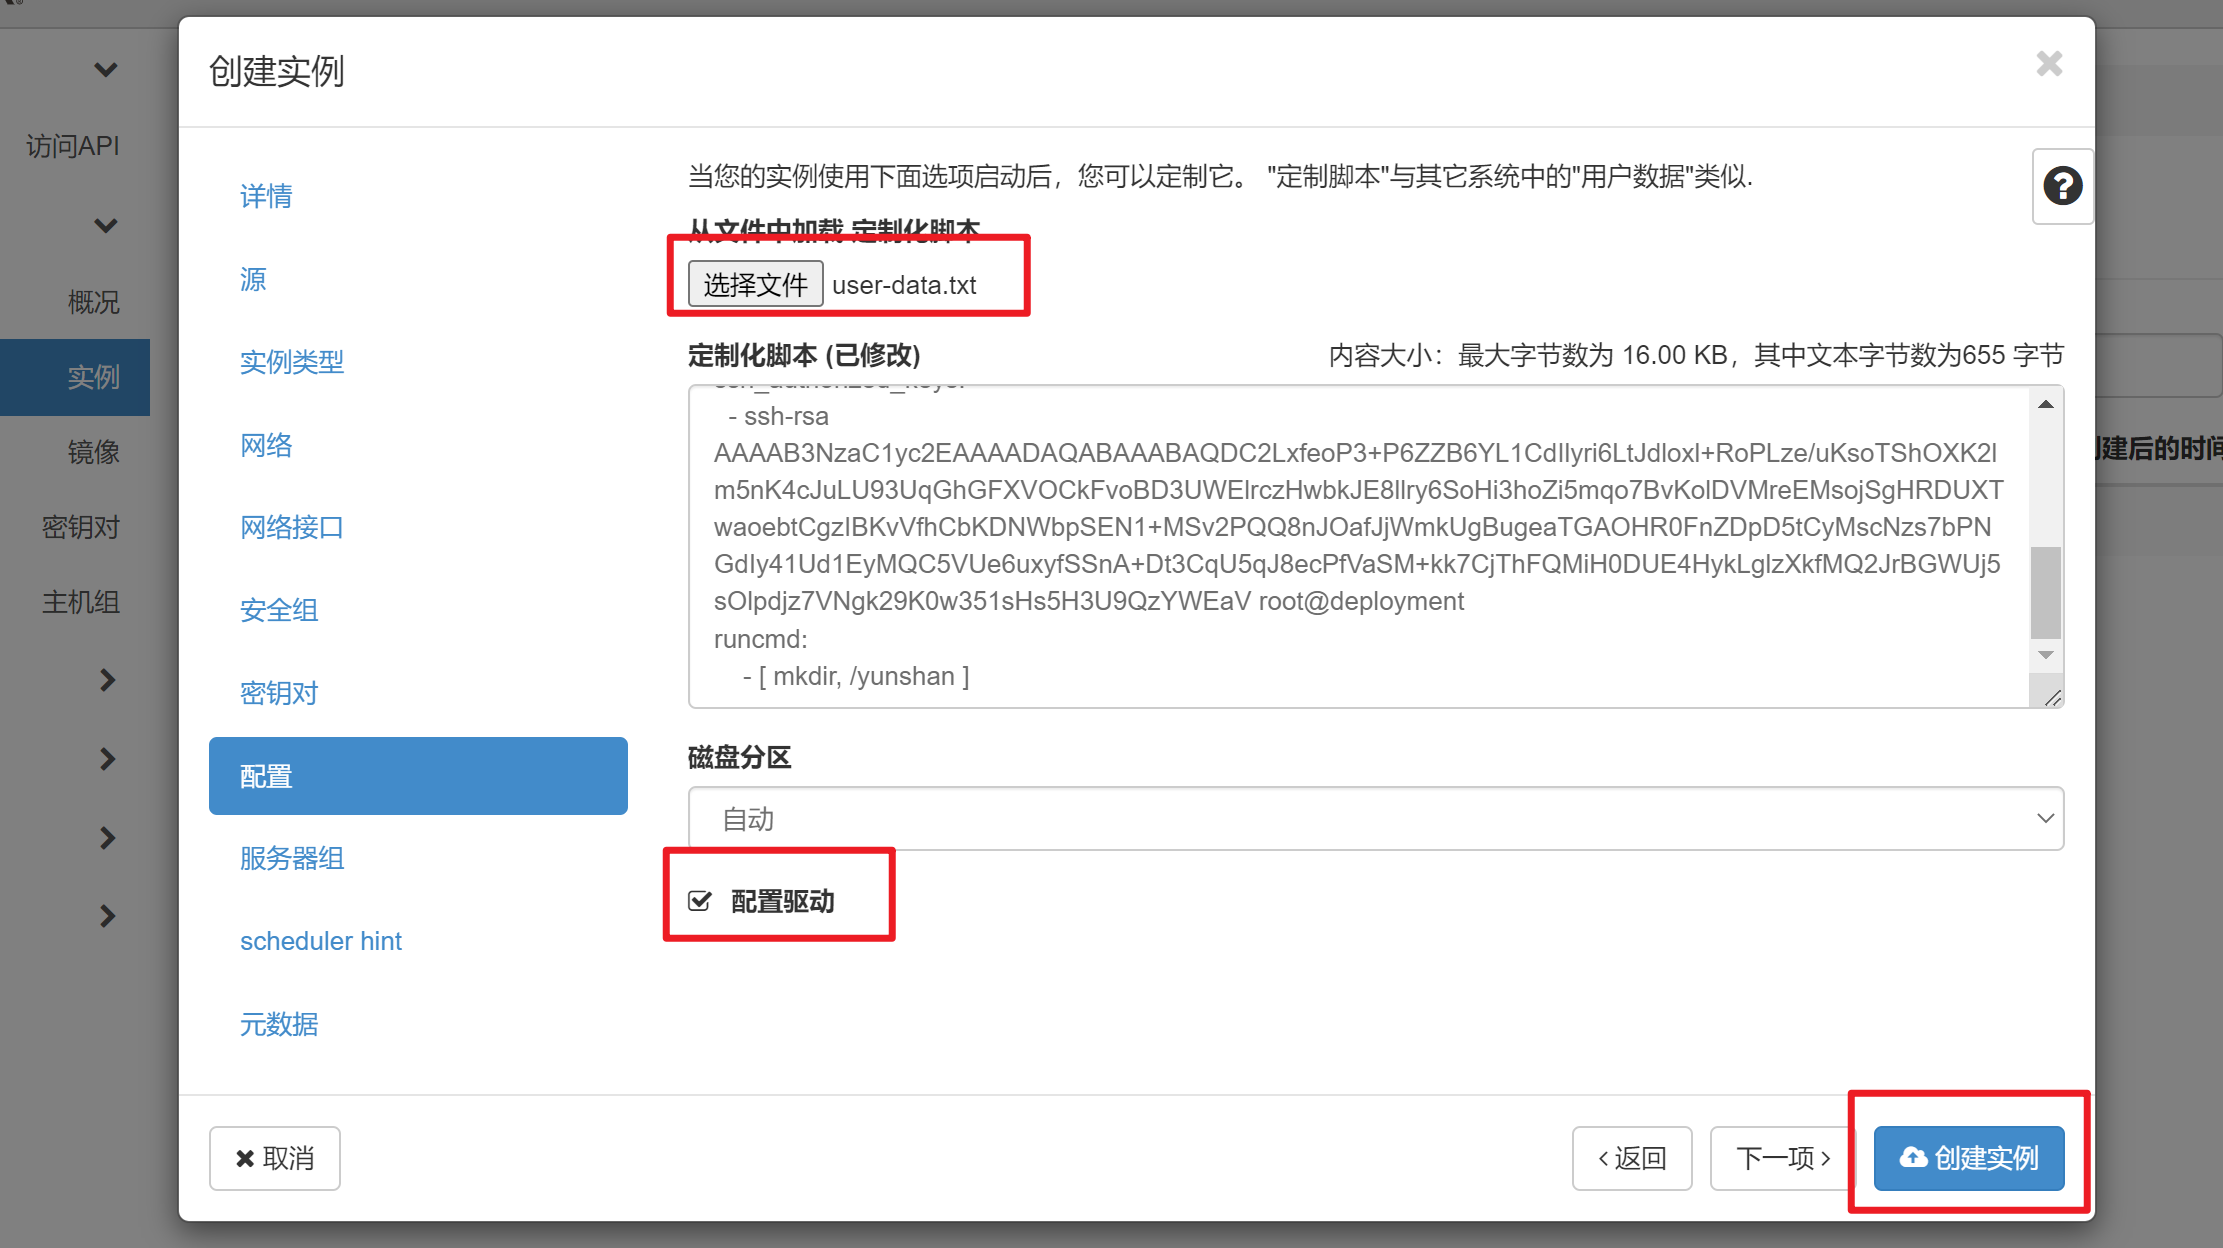 创建实例
访问API
概况
实例
镜像
密钥对
主机组
详情
源
实例类型
网络
网络接口
安全组
密钥对
配置
服务器组
scheduler hint
元数据
当您的实例使用下面选项启动后，您可以定制它。 "定制脚本"与其它系统中的"用户数据"类似.
从文件中加载 定制化脚本
选择文件 user-data.txt
定制化脚本 (已修改)
内容大小：最大字节数为 16.00 KB，其中文本字节数为655 字节
ssh_authorized_keys:
- ssh-rsa
AAAAB3NzaC1yc2EAAAADAQABAAABAQDC2LxfeoP3+P6ZZB6YL1CdIlyri6LtJdloxl+RoPLze/uKsoTShOXK2l
m5nK4cJuLU93UqGhGFXVOCkFvoBD3UWElrczHwbkJE8llry6SoHi3hoZi5mqo7BvKolDVMreEMsojSgHRDUXT
waoebtCgzIBKvVfhCbKDNWbpSEN1+MSv2PQQ8nJOafJjWmkUgBugeaTGAOHR0FnZDpD5tCyMscNzs7bPN
GdIy41Ud1EyMQC5VUe6uxyfSSnA+Dt3CqU5qJ8ecPfVaSM+kk7CjThFQMiH0DUE4HykLglzXkfMQ2JrBGWUj5
sOlpdjz7VNgk29K0w351sHs5H3U9QzYWEaV root@deployment
runcmd:
- [ mkdir, /yunshan ]
磁盘分区
自动
配置驱动
建后的时间
取消
返回
下一项
创建实例